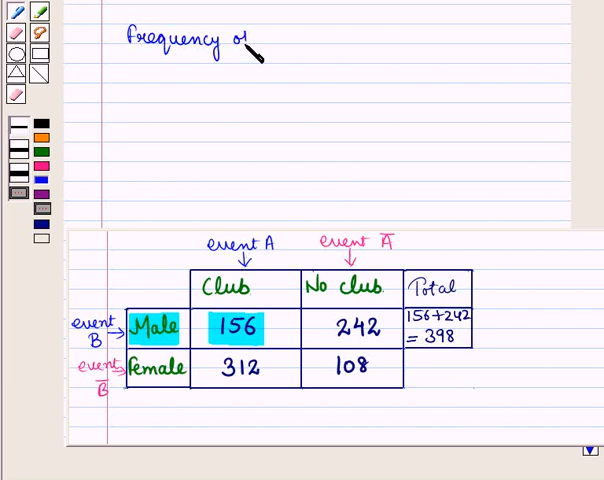 Frequency of
event A
event A̅
Club
No club
Total
event
B
Male
156
242
156+242
= 398
event
B̅
Female
312
108